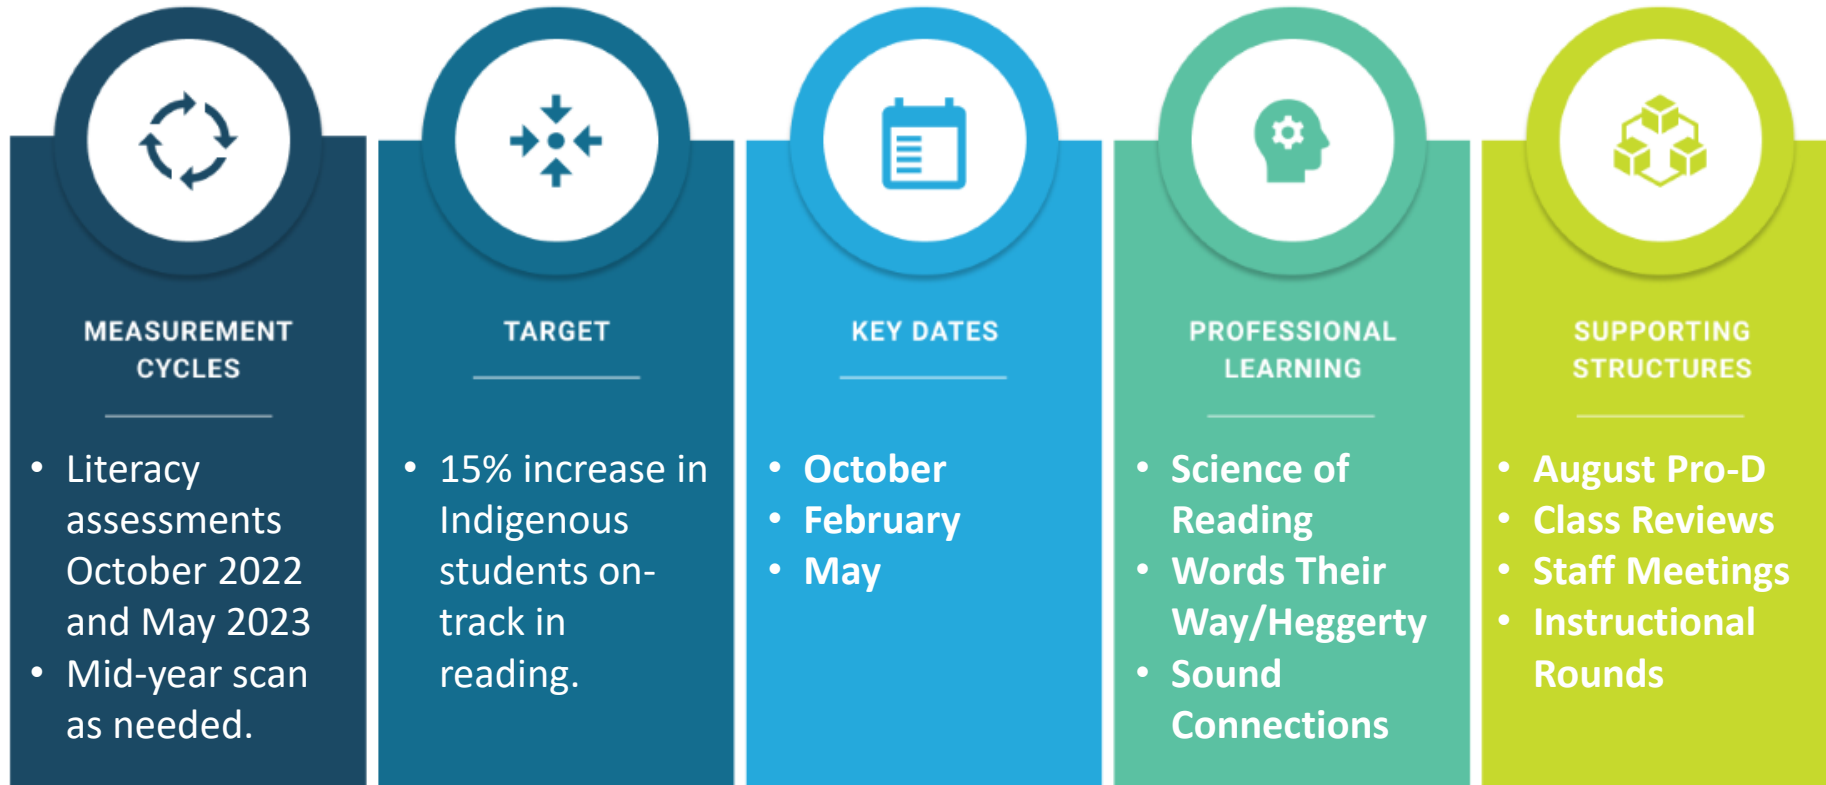 MEASUREMENT
CYCLES
• Literacy
assessments
October 2022
and May 2023
• Mid-year scan
as needed.
TARGET
• 15% increase in
Indigenous
students on-
track in
reading.
KEY DATES
• October
• February
• May
PROFESSIONAL
LEARNING
• Science of
Reading
• Words Their
Way/Heggerty
• Sound
Connections
SUPPORTING
STRUCTURES
• August Pro-D
• Class Reviews
• Staff Meetings
• Instructional
Rounds